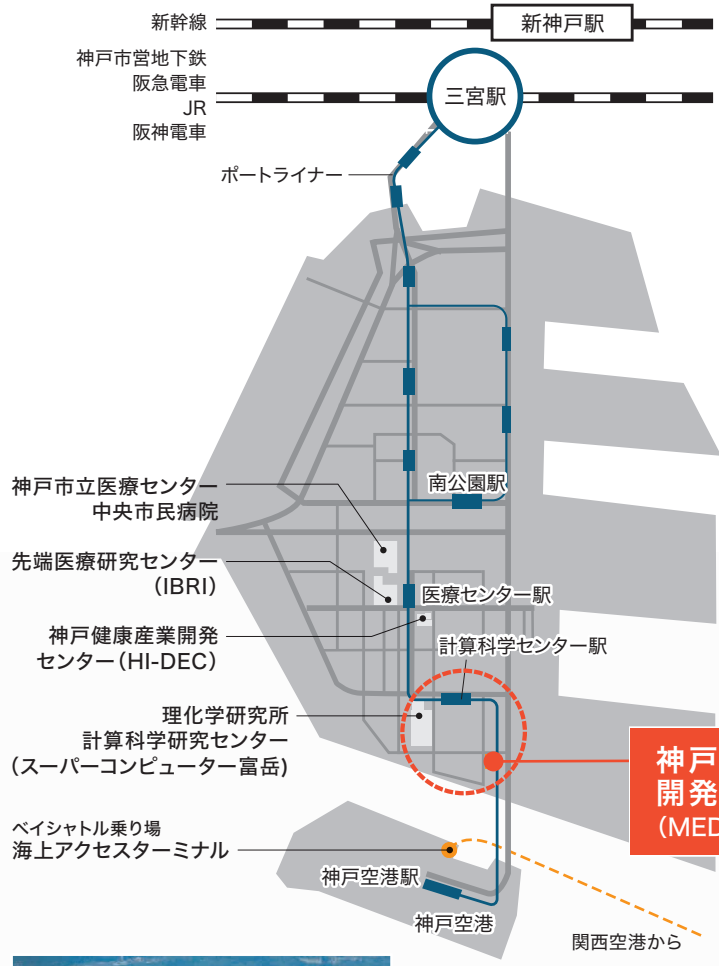 新幹線
新神戸駅
神戸市営地下鉄
阪急電車
JR
阪神電車
三宮駅
ポートライナー
南公園駅
神戸市立医療センター
中央市民病院
先端医療研究センター
(IBRI)
医療センター駅
神戸健康産業開発
センター(HI-DEC)
計算科学センター駅
理化学研究所
計算科学研究センター
(スーパーコンピューター富岳)
神戸
開発
(MED
ベイシャトル乗り場
海上アクセスターミナル
神戸空港駅
神戸空港
関西空港から